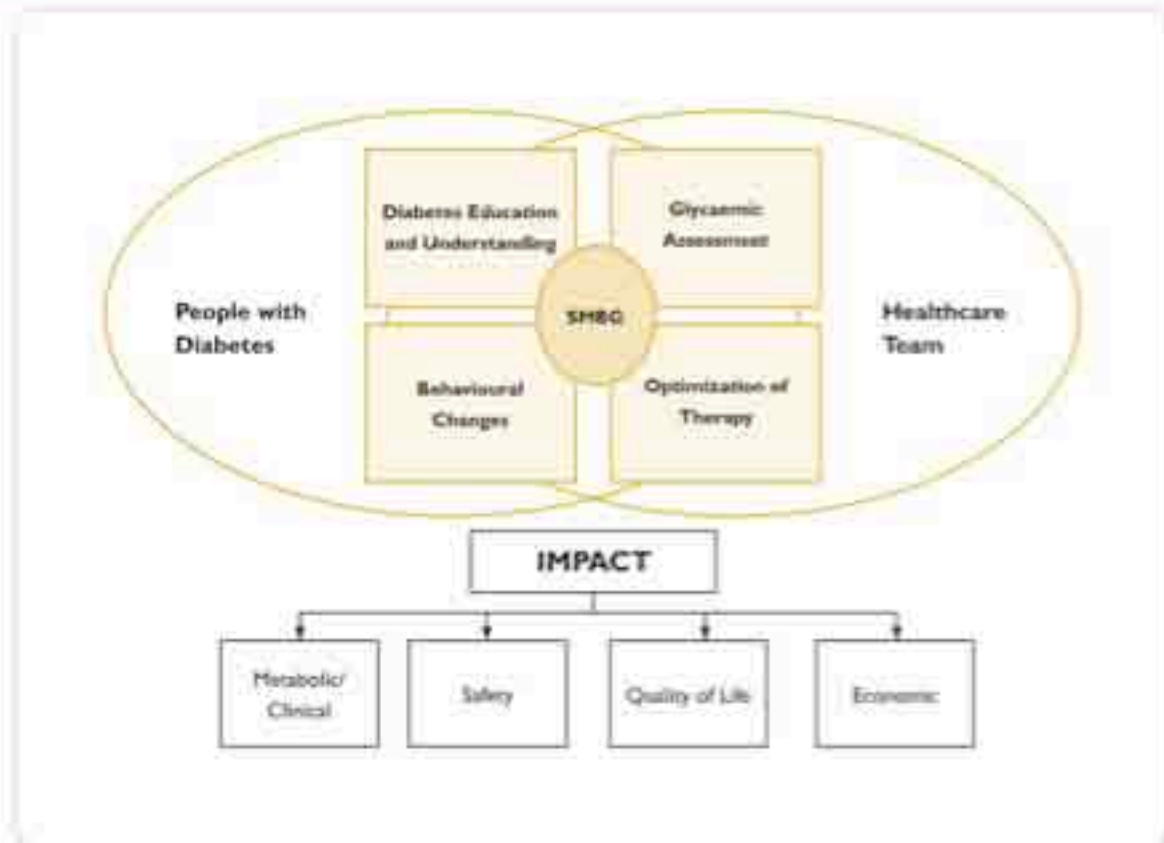 Diabetes Education
and Understanding
Glycaemic
Assessment
People with
Diabetes
SMBG
Healthcare
Team
Behavioural
Changes
Optimization of
Therapy
IMPACT
Metabolic/
Clinical
Safety
Quality of Life
Economic